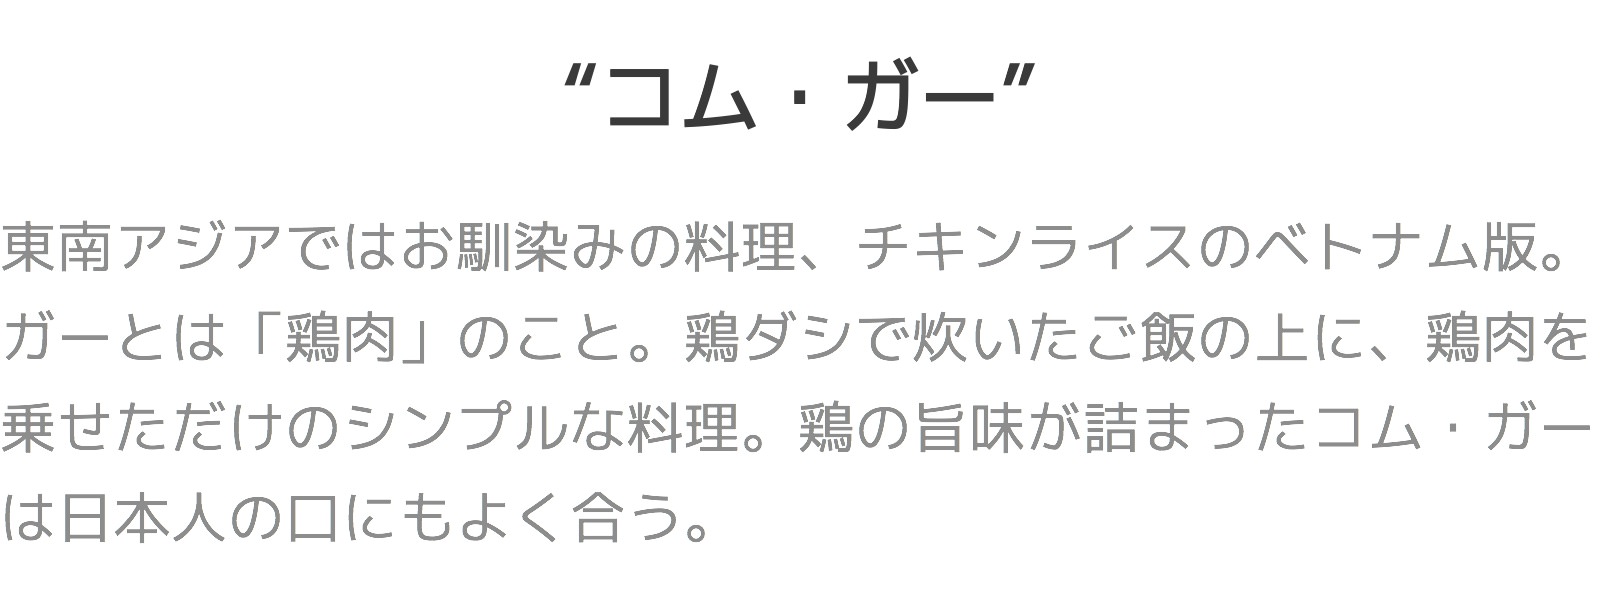 “コム・ガー”
東南アジアではお馴染みの料理、チキンライスのベトナム版。
ガーとは「鶏肉」のこと。鶏ダシで炊いたご飯の上に、鶏肉を
乗せただけのシンプルな料理。鶏の旨味が詰まったコム・ガー
は日本人の口にもよく合う。